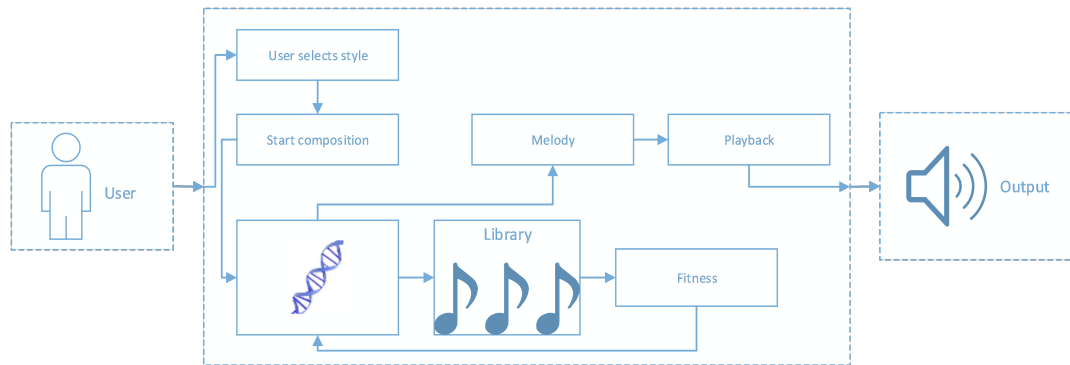 User selects style
Start composition
Melody
Playback
User
Output
Library
Fitness